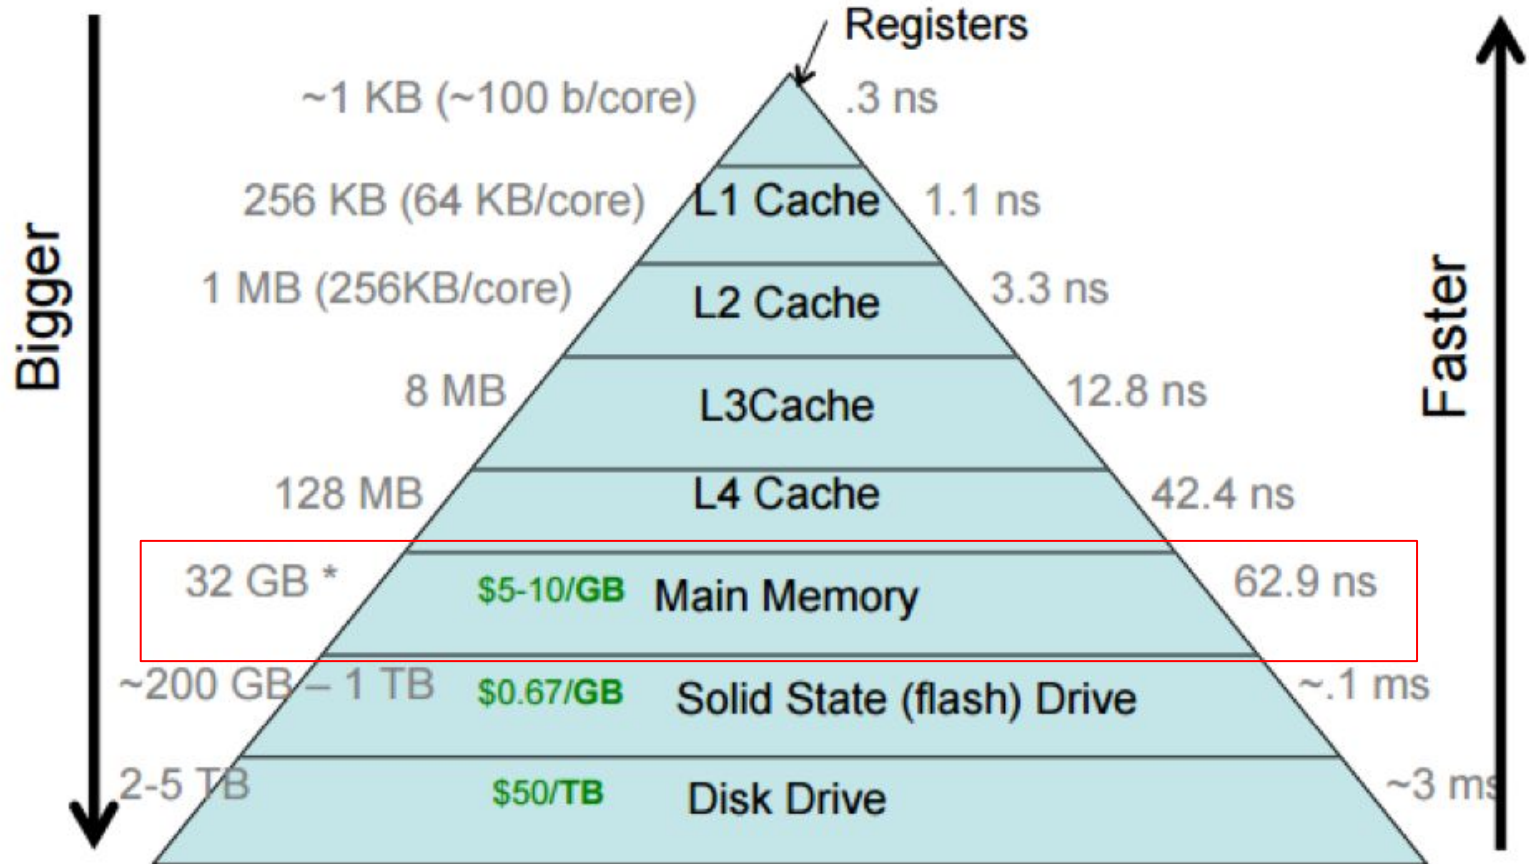 Registers
~1 KB (~100 b/core) .3 ns
256 KB (64 KB/core) L1 Cache 1.1 ns
1 MB (256KB/core) L2 Cache 3.3 ns
8 MB L3Cache 12.8 ns
128 MB L4 Cache 42.4 ns
32 GB * $5-10/GB Main Memory 62.9 ns
~200 GB – 1 TB $0.67/GB Solid State (flash) Drive ~.1 ms
2-5 TB $50/TB Disk Drive ~3 ms
Bigger
Faster